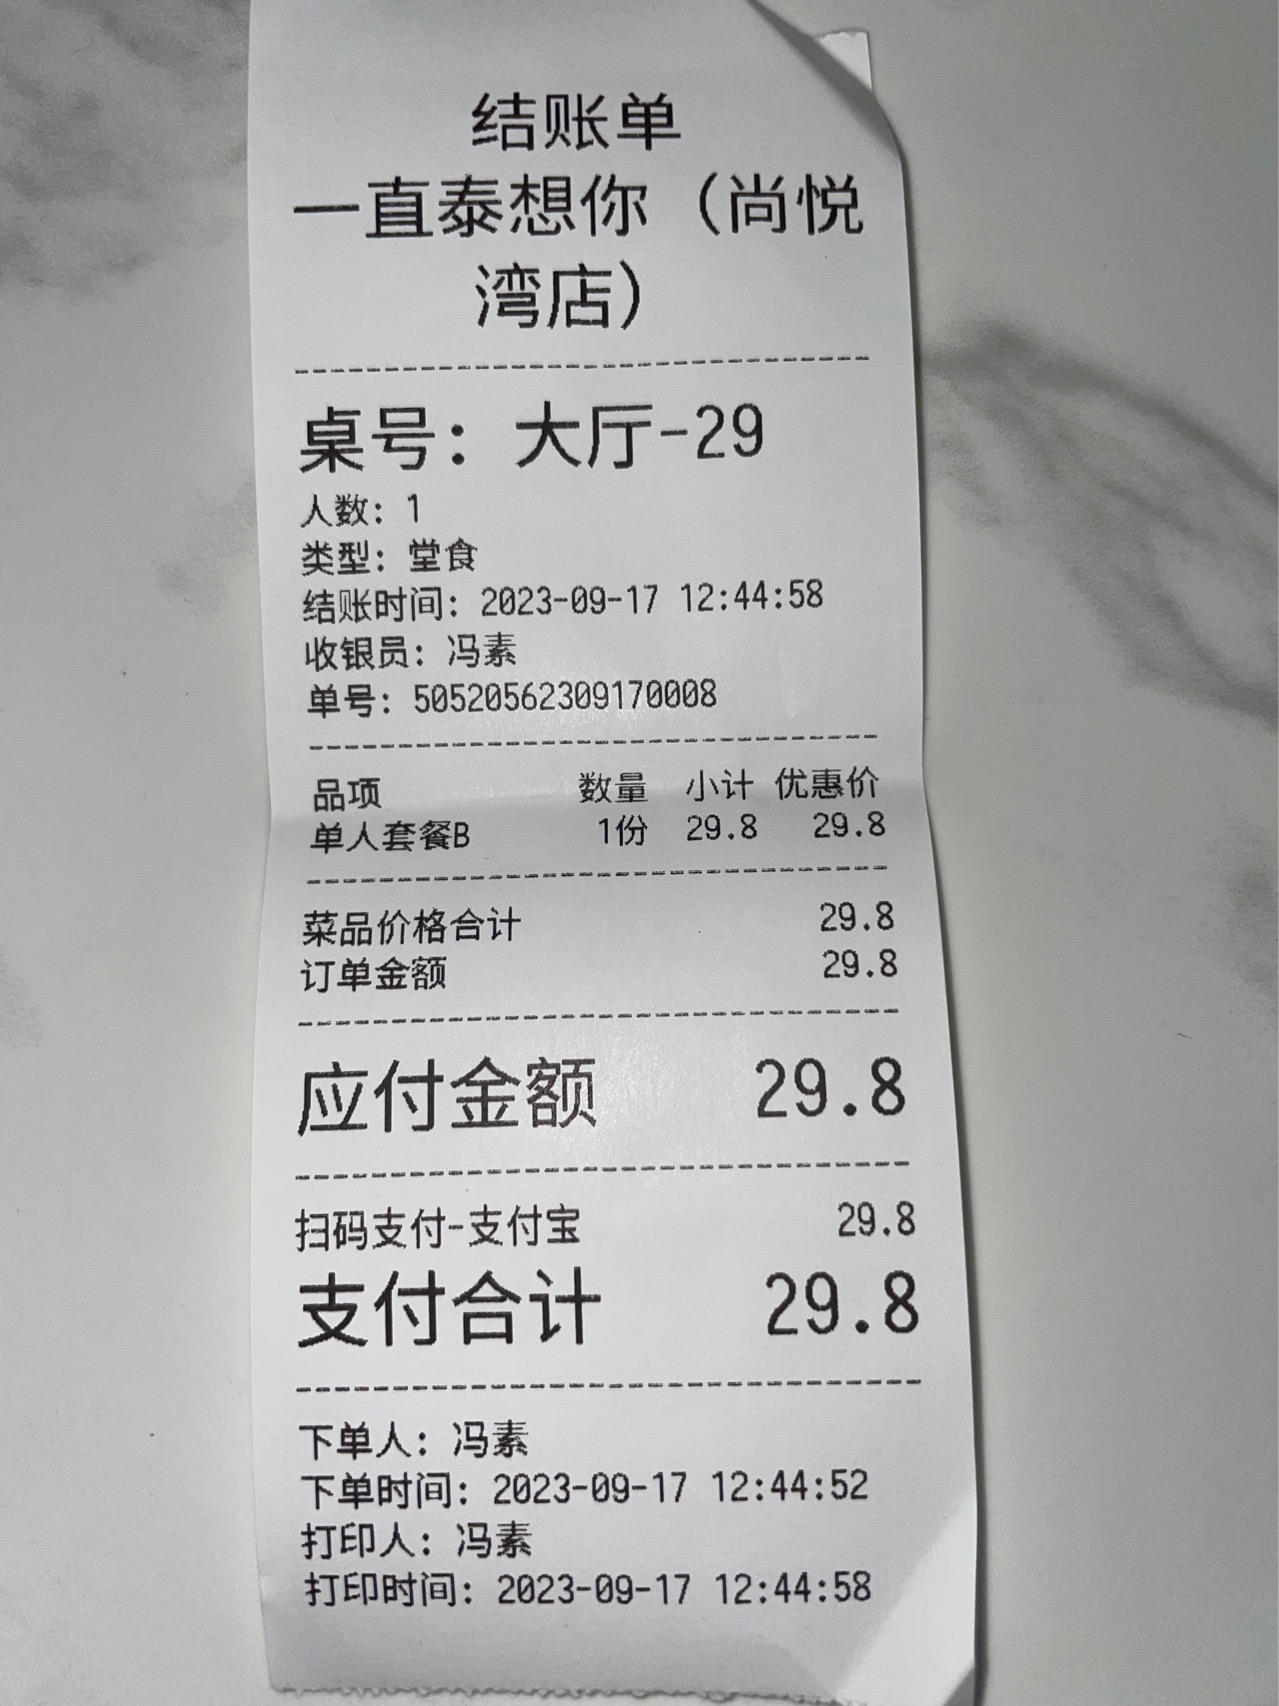 结账单
一直泰想你（尚悦
湾店）
桌号：大厅-29
人数：1
类型：堂食
结账时间：2023-09-17 12:44:58
收银员：冯素
单号：50520562309170008
品项 数量 小计 优惠价
单人套餐B 1份 29.8 29.8
菜品价格合计 29.8
订单金额 29.8
应付金额 29.8
扫码支付-支付宝 29.8
支付合计 29.8
下单人：冯素
下单时间：2023-09-17 12:44:52
打印人：冯素
打印时间：2023-09-17 12:44:58